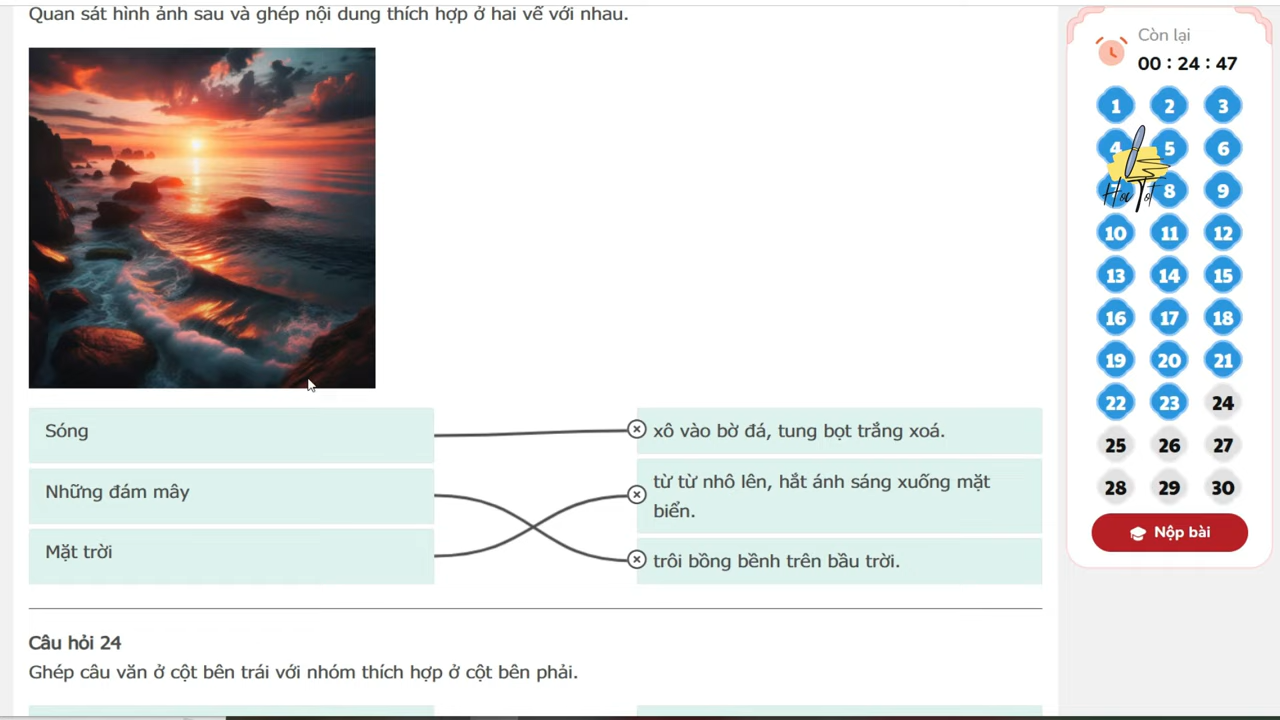 Quan sát hình ảnh sau và ghép nội dung thích hợp ở hai vế với nhau.
Sóng
xô vào bờ đá, tung bọt trắng xoá.
Những đám mây
từ từ nhô lên, hắt ánh sáng xuống mặt
biển.
Mặt trời
trôi bồng bềnh trên bầu trời.
Câu hỏi 24
Ghép câu văn ở cột bên trái với nhóm thích hợp ở cột bên phải.
Còn lại
00 : 24 : 47
1 2 3
4 5 6
8 9
Học Tốt
10 11 12
13 14 15
16 17 18
19 20 21
22 23 24
25 26 27
28 29 30
Nộp bài